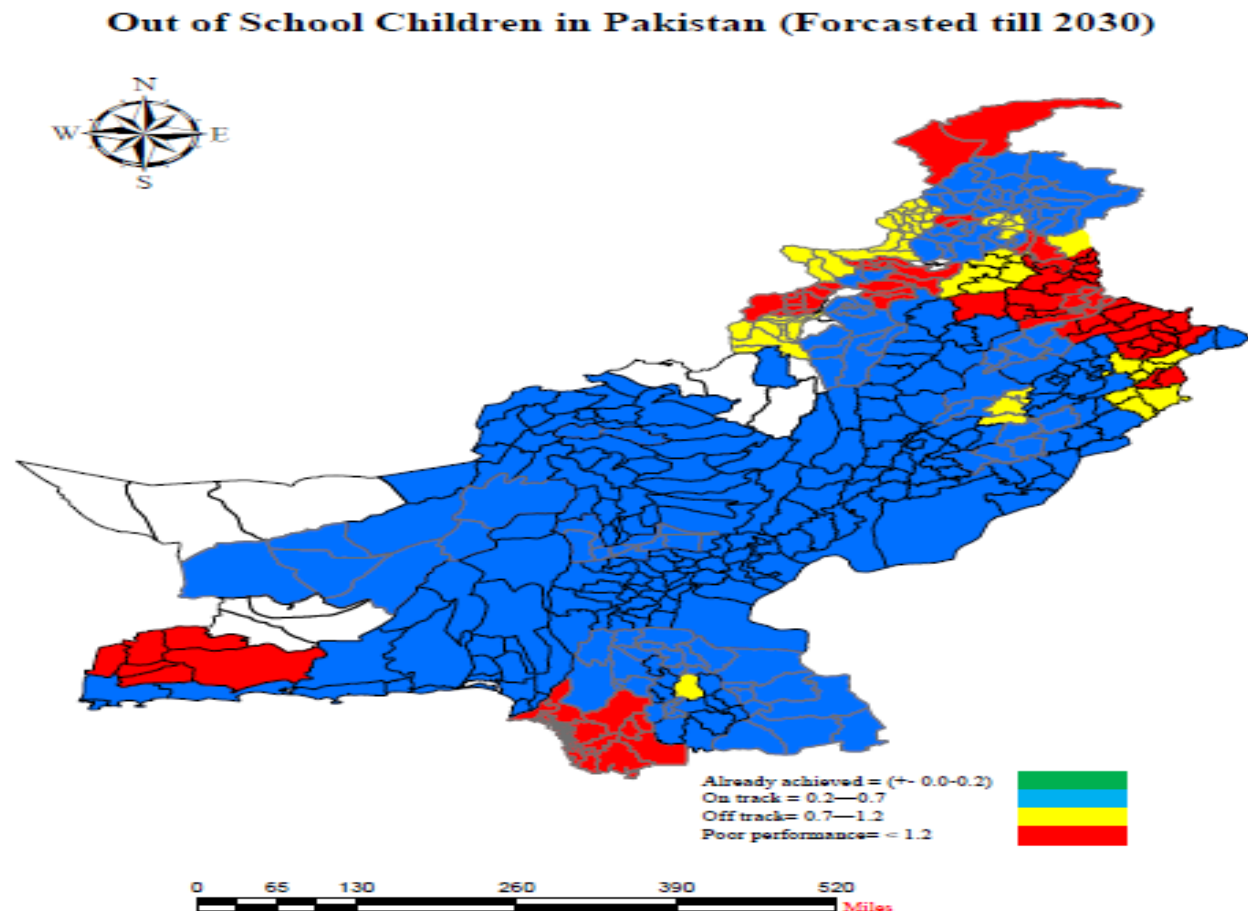 Out of School Children in Pakistan (Forcasted till 2030)
N
W
E
S
Already achieved = (+- 0.0-0.2)
On track = 0.2—0.7
Off track= 0.7—1.2
Poor performance= < 1.2
0 65 130 260 390 520
Miles